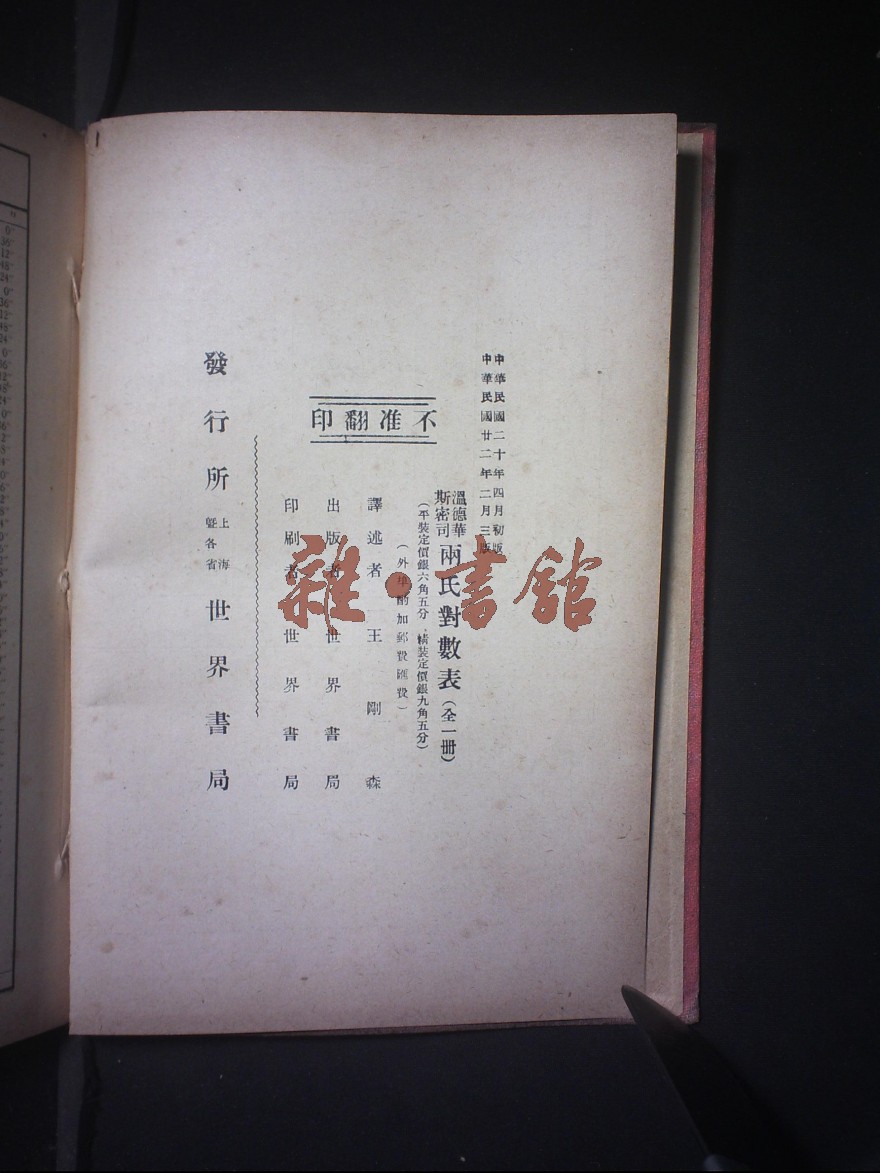 中華民國二十年四月初版
中華民國廿二年二月三版
溫德華
斯密司
兩氏對數表(全一冊)
(平裝定價銀六角五分·精裝定價銀九角五分)
(外埠酌加郵費匯費)
不准翻印
譯述者 王剛森
出版者 世界書局
印刷者 世界書局
發行所 上海暨各省 世界書局
雜·書館